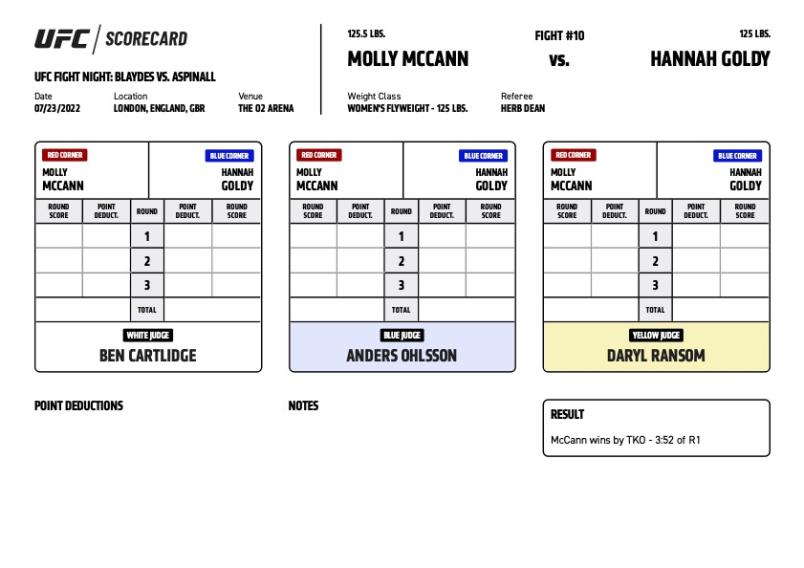 UFC / SCORECARD
UFC FIGHT NIGHT: BLAYDES VS. ASPINALL
Date Location Venue
07/23/2022 LONDON, ENGLAND, GBR THE O2 ARENA
125.5 LBS. FIGHT #10 125 LBS.
MOLLY MCCANN VS. HANNAH GOLDY
Weight Class Referee
WOMEN'S FLYWEIGHT - 125 LBS. HERB DEAN
RED CORNER BLUE CORNER
MOLLY HANNAH
MCCANN GOLDY
ROUND POINT ROUND POINT ROUND
SCORE DEDUCT. DEDUCT. SCORE
1
2
3
TOTAL
WHITE JUDGE
BEN CARTLIDGE
RED CORNER BLUE CORNER
MOLLY HANNAH
MCCANN GOLDY
ROUND POINT ROUND POINT ROUND
SCORE DEDUCT. DEDUCT. SCORE
1
2
3
TOTAL
BLUE JUDGE
ANDERS OHLSSON
RED CORNER BLUE CORNER
MOLLY HANNAH
MCCANN GOLDY
ROUND POINT ROUND POINT ROUND
SCORE DEDUCT. DEDUCT. SCORE
1
2
3
TOTAL
YELLOW JUDGE
DARYL RANSOM
POINT DEDUCTIONS
NOTES
RESULT
McCann wins by TKO - 3:52 of R1